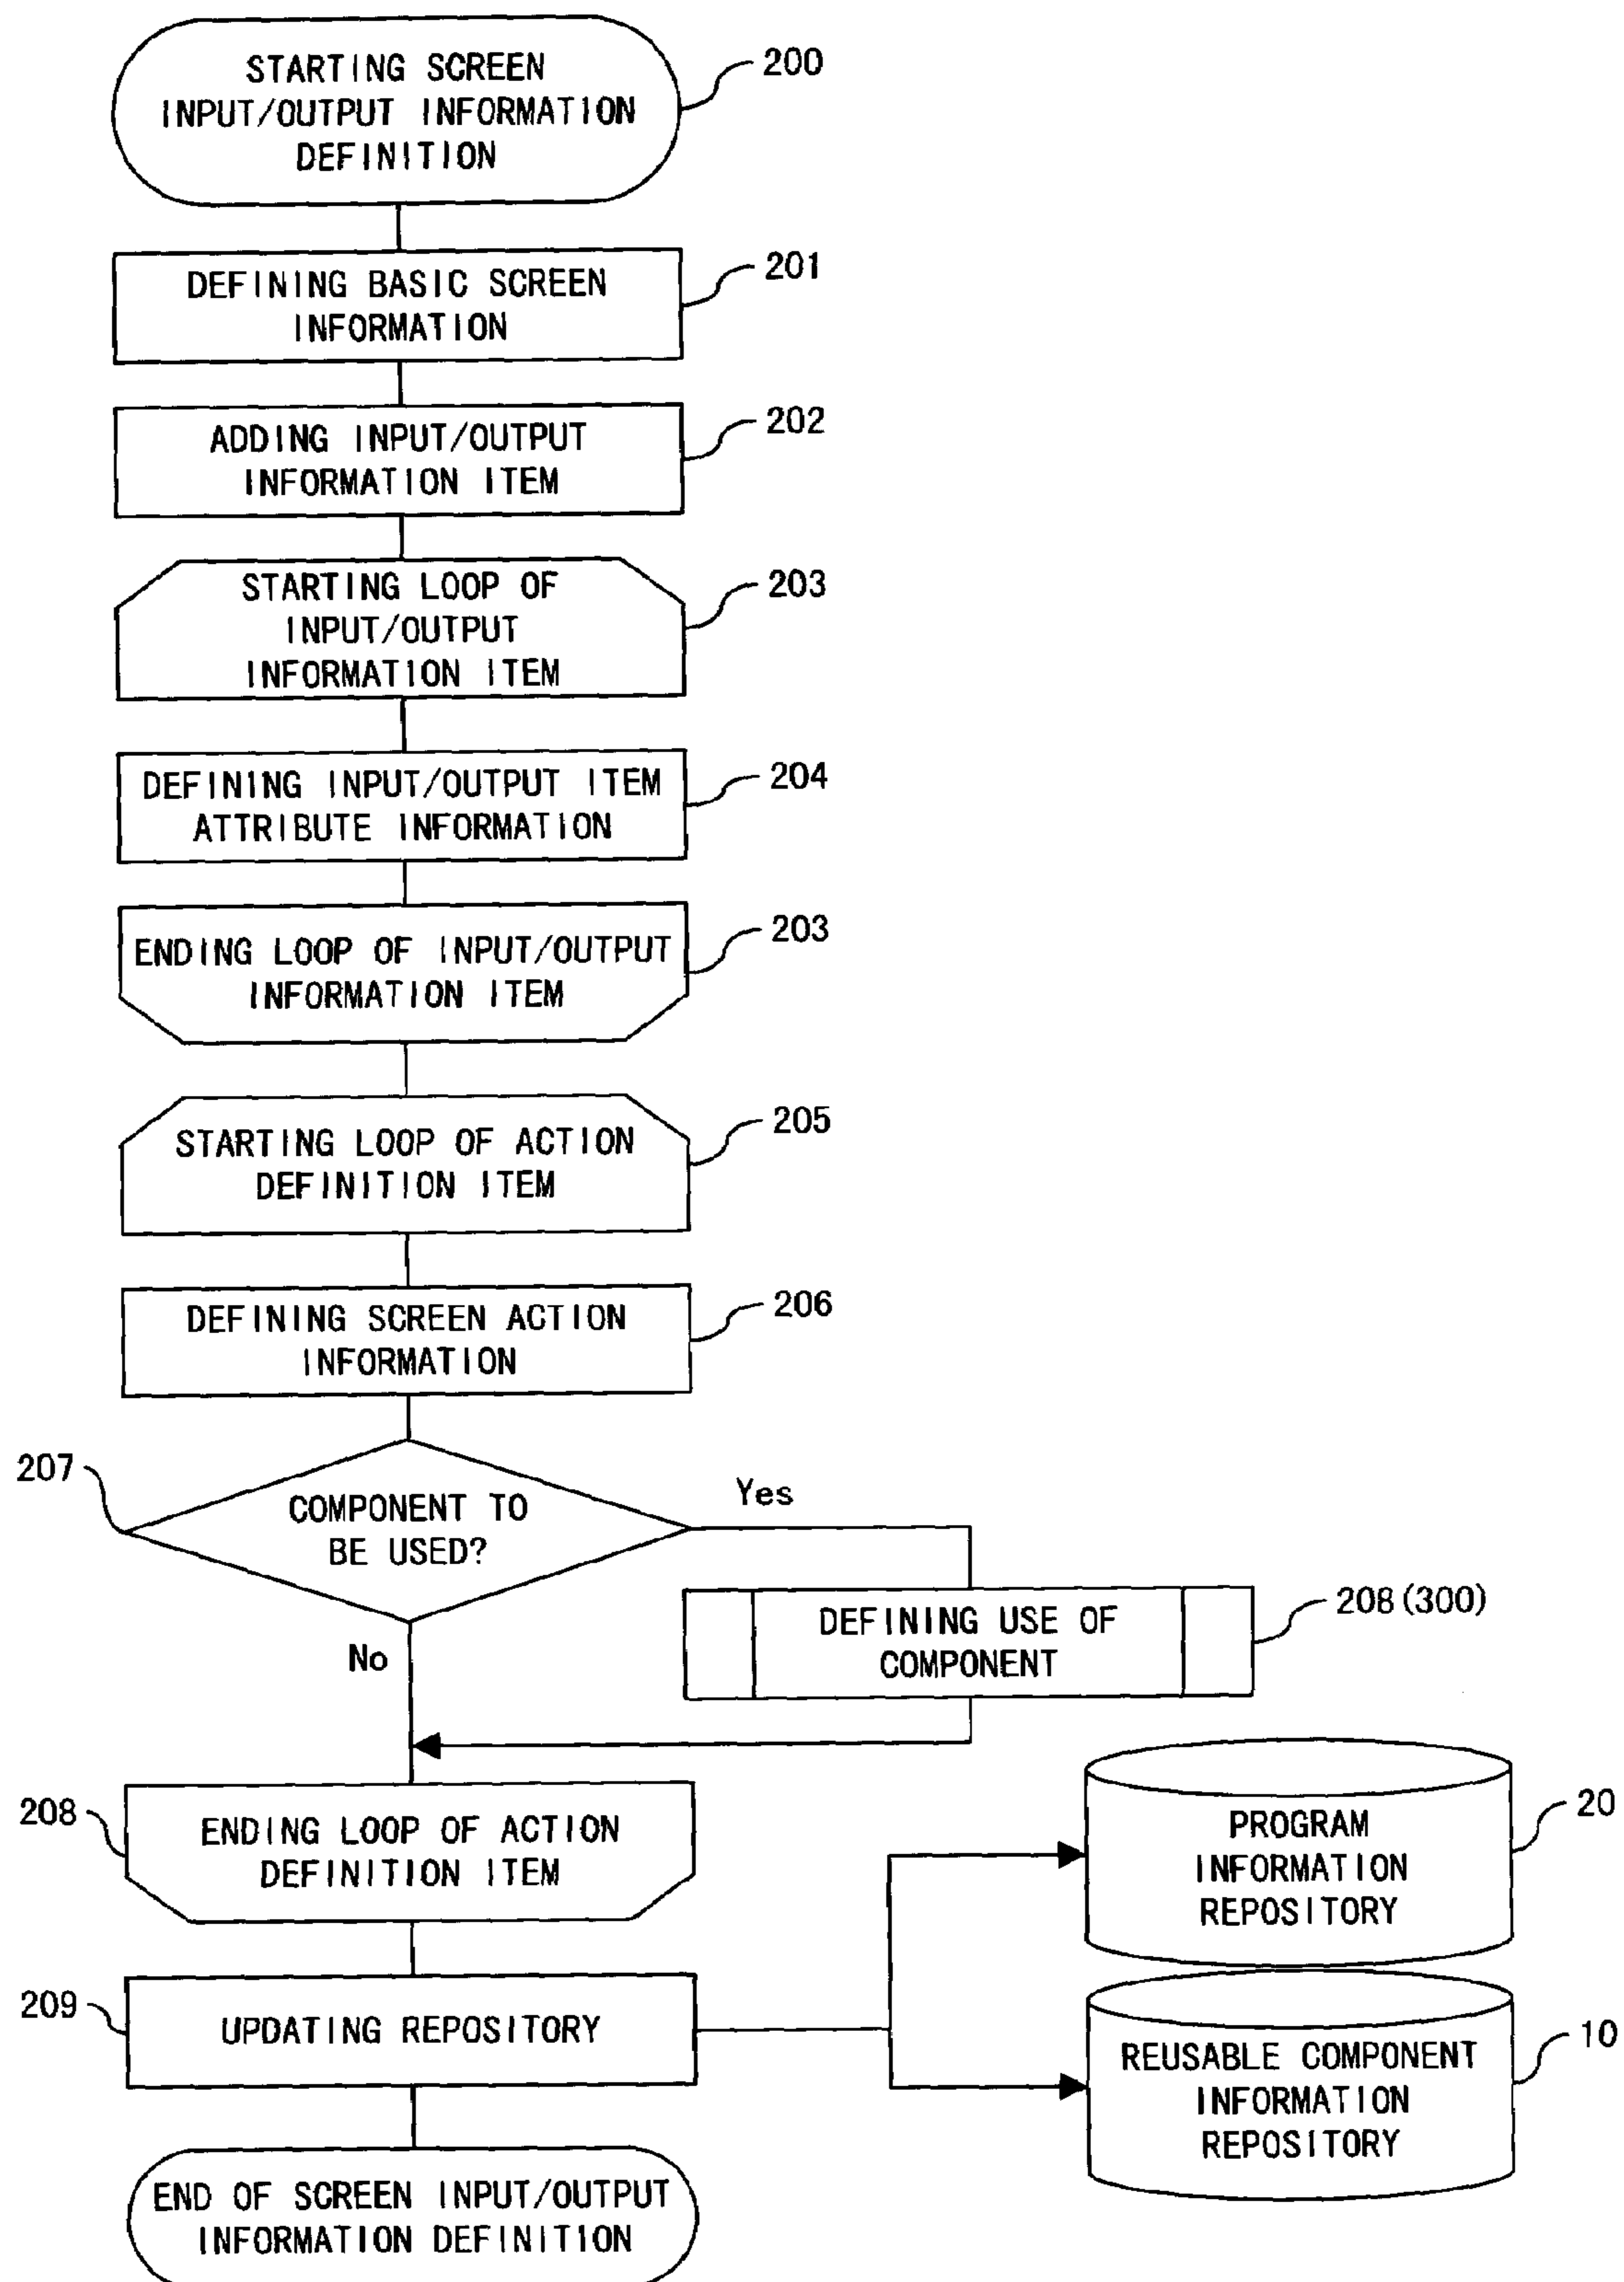 STARTING SCREEN
INPUT/OUTPUT INFORMATION
DEFINITION
200
DEFINING BASIC SCREEN
INFORMATION
201
ADDING INPUT/OUTPUT
INFORMATION ITEM
202
STARTING LOOP OF
INPUT/OUTPUT
INFORMATION ITEM
203
DEFINING INPUT/OUTPUT ITEM
ATTRIBUTE INFORMATION
204
ENDING LOOP OF INPUT/OUTPUT
INFORMATION ITEM
203
STARTING LOOP OF ACTION
DEFINITION ITEM
205
DEFINING SCREEN ACTION
INFORMATION
206
207
COMPONENT TO
BE USED?
Yes
No
DEFINING USE OF
COMPONENT
208(300)
208
ENDING LOOP OF ACTION
DEFINITION ITEM
PROGRAM
INFORMATION
REPOSITORY
20
209
UPDATING REPOSITORY
REUSABLE COMPONENT
INFORMATION
REPOSITORY
10
END OF SCREEN INPUT/OUTPUT
INFORMATION DEFINITION